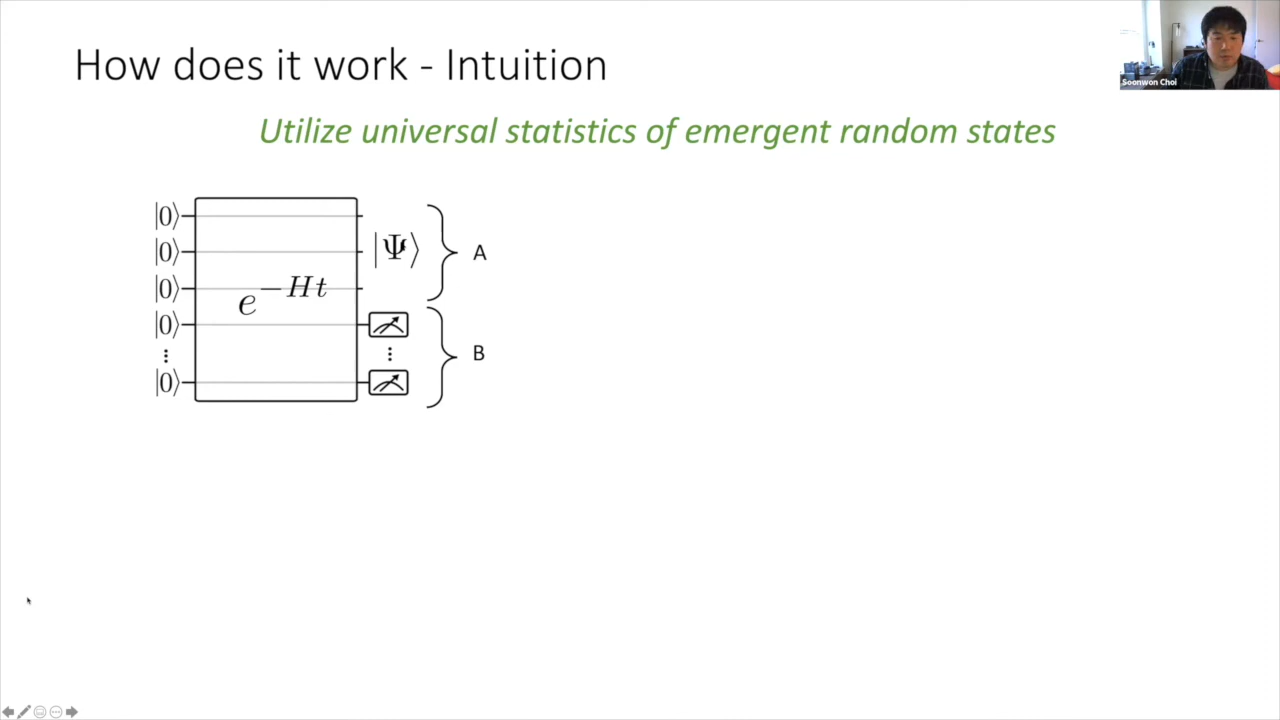 How does it work - Intuition
Soonwon Choi
Utilize universal statistics of emergent random states
|0⟩
|0⟩
|Ψ⟩
A
|0⟩
e^{-Ht}
|0⟩
⋮
⋮
B
|0⟩